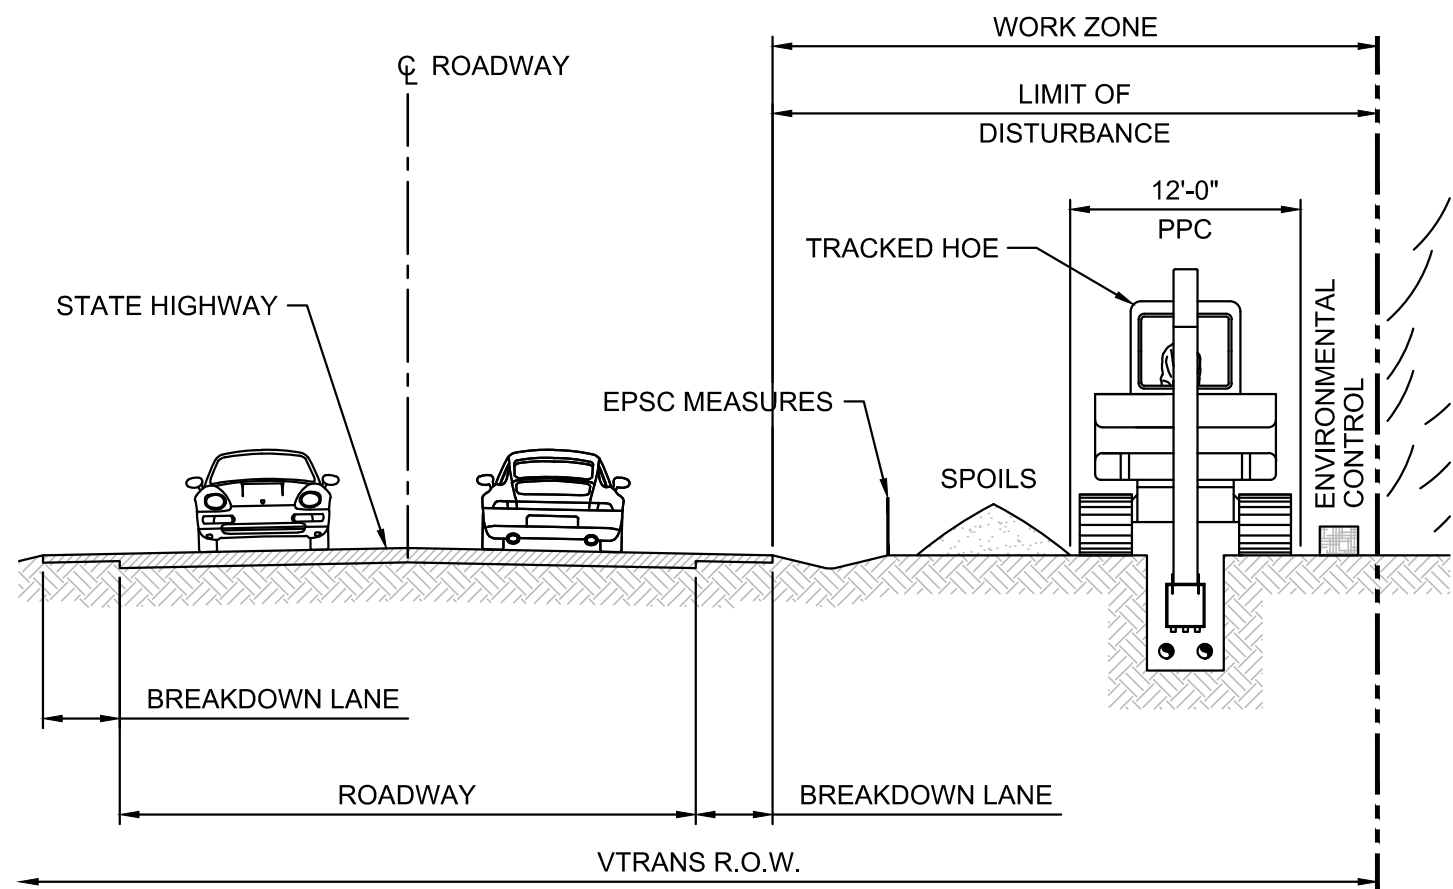 WORK ZONE
℄ ROADWAY
LIMIT OF
DISTURBANCE
12'-0"
PPC
TRACKED HOE
STATE HIGHWAY
ENVIRONMENTAL
CONTROL
EPSC MEASURES
SPOILS
BREAKDOWN LANE
ROADWAY
BREAKDOWN LANE
VTRANS R.O.W.